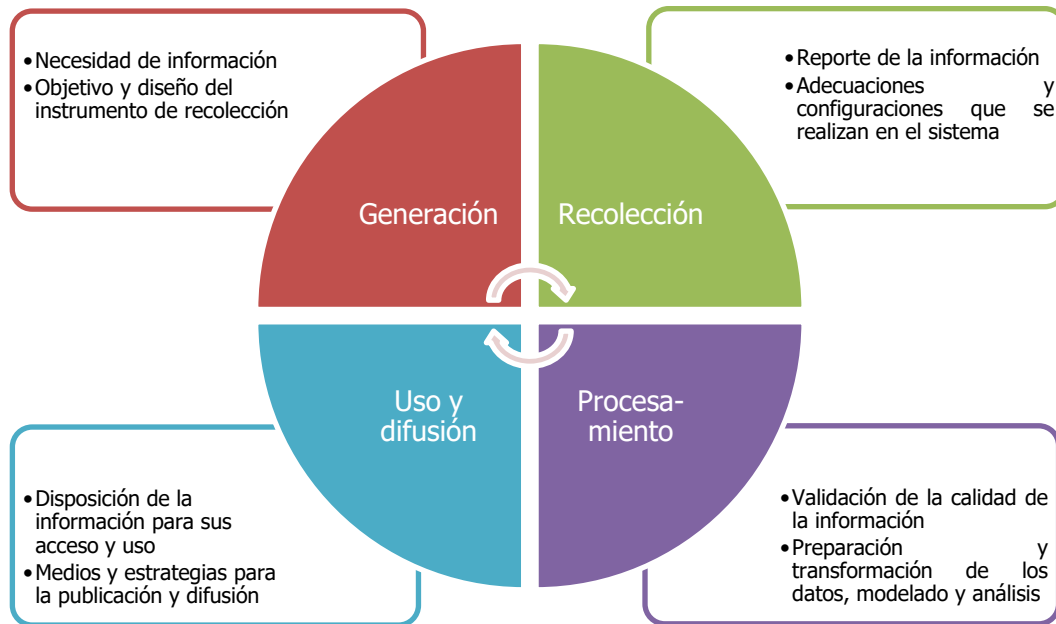 •Necesidad de información
•Objetivo y diseño del
instrumento de recolección
•Reporte de la información
•Adecuaciones y
configuraciones que se
realizan en el sistema
Generación
Recolección
Uso y
difusión
Procesa-
miento
•Disposición de la
información para sus
acceso y uso
•Medios y estrategias para
la publicación y difusión
•Validación de la calidad de
la información
•Preparación y
transformación de los
datos, modelado y análisis